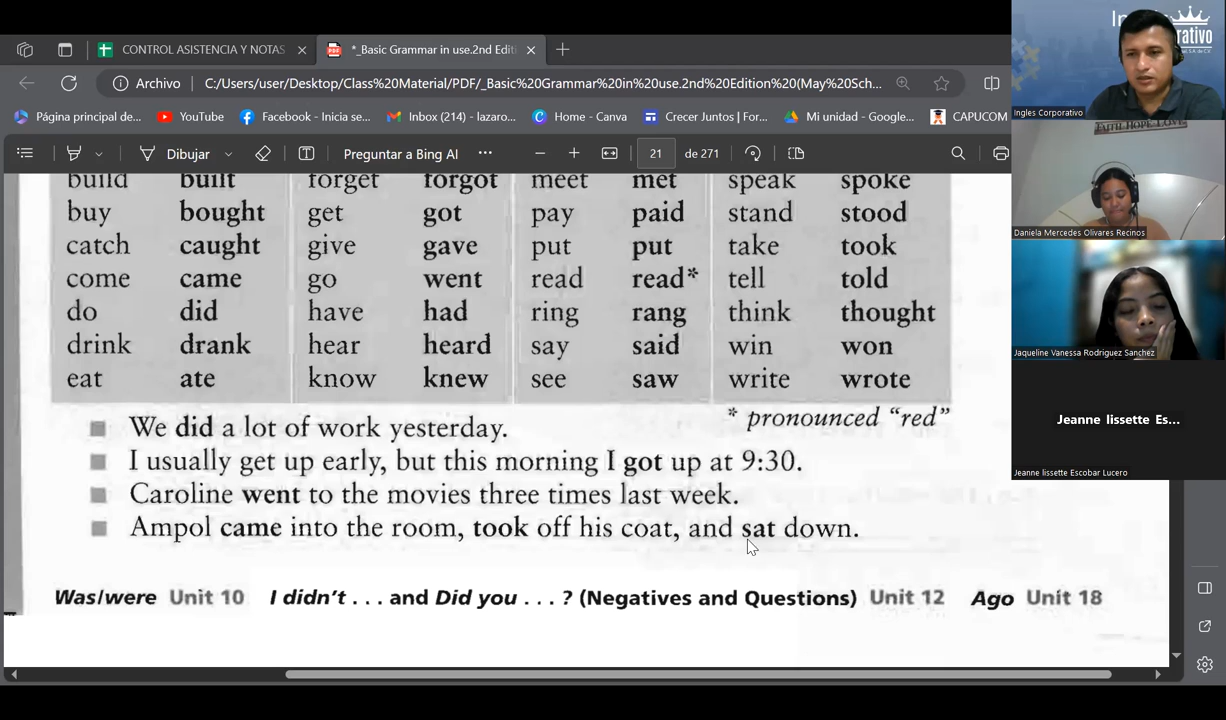 CONTROL ASISTENCIA Y NOTAS
*_Basic Grammar in use.2nd Editi
Archivo C:/Users/user/Desktop/Class%20Material/PDF/_Basic%20Grammar%20in%20use.2nd%20Edition%20(May%20Sch...
Página principal de... YouTube Facebook - Inicia se... Inbox (214) - lazaro... Home - Canva Crecer Juntos | For... Mi unidad - Google... CAPUCOM
Dibujar Preguntar a Bing AI 21 de 271
build built forget forgot meet met speak spoke
buy bought get got pay paid stand stood
catch caught give gave put put take took
come came go went read read* tell told
do did have had ring rang think thought
drink drank hear heard say said win won
eat ate know knew see saw write wrote
* pronounced "red"
We did a lot of work yesterday.
I usually get up early, but this morning I got up at 9:30.
Caroline went to the movies three times last week.
Ampol came into the room, took off his coat, and sat down.
Was/were Unit 10 I didn't . . . and Did you . . . ? (Negatives and Questions) Unit 12 Ago Unit 18
Ingles Corporativo
FAITH HOPE LOVE
Daniela Mercedes Olivares Recinos
Jaqueline Vanessa Rodriguez Sanchez
Jeanne lissette Es...
Jeanne lissette Escobar Lucero